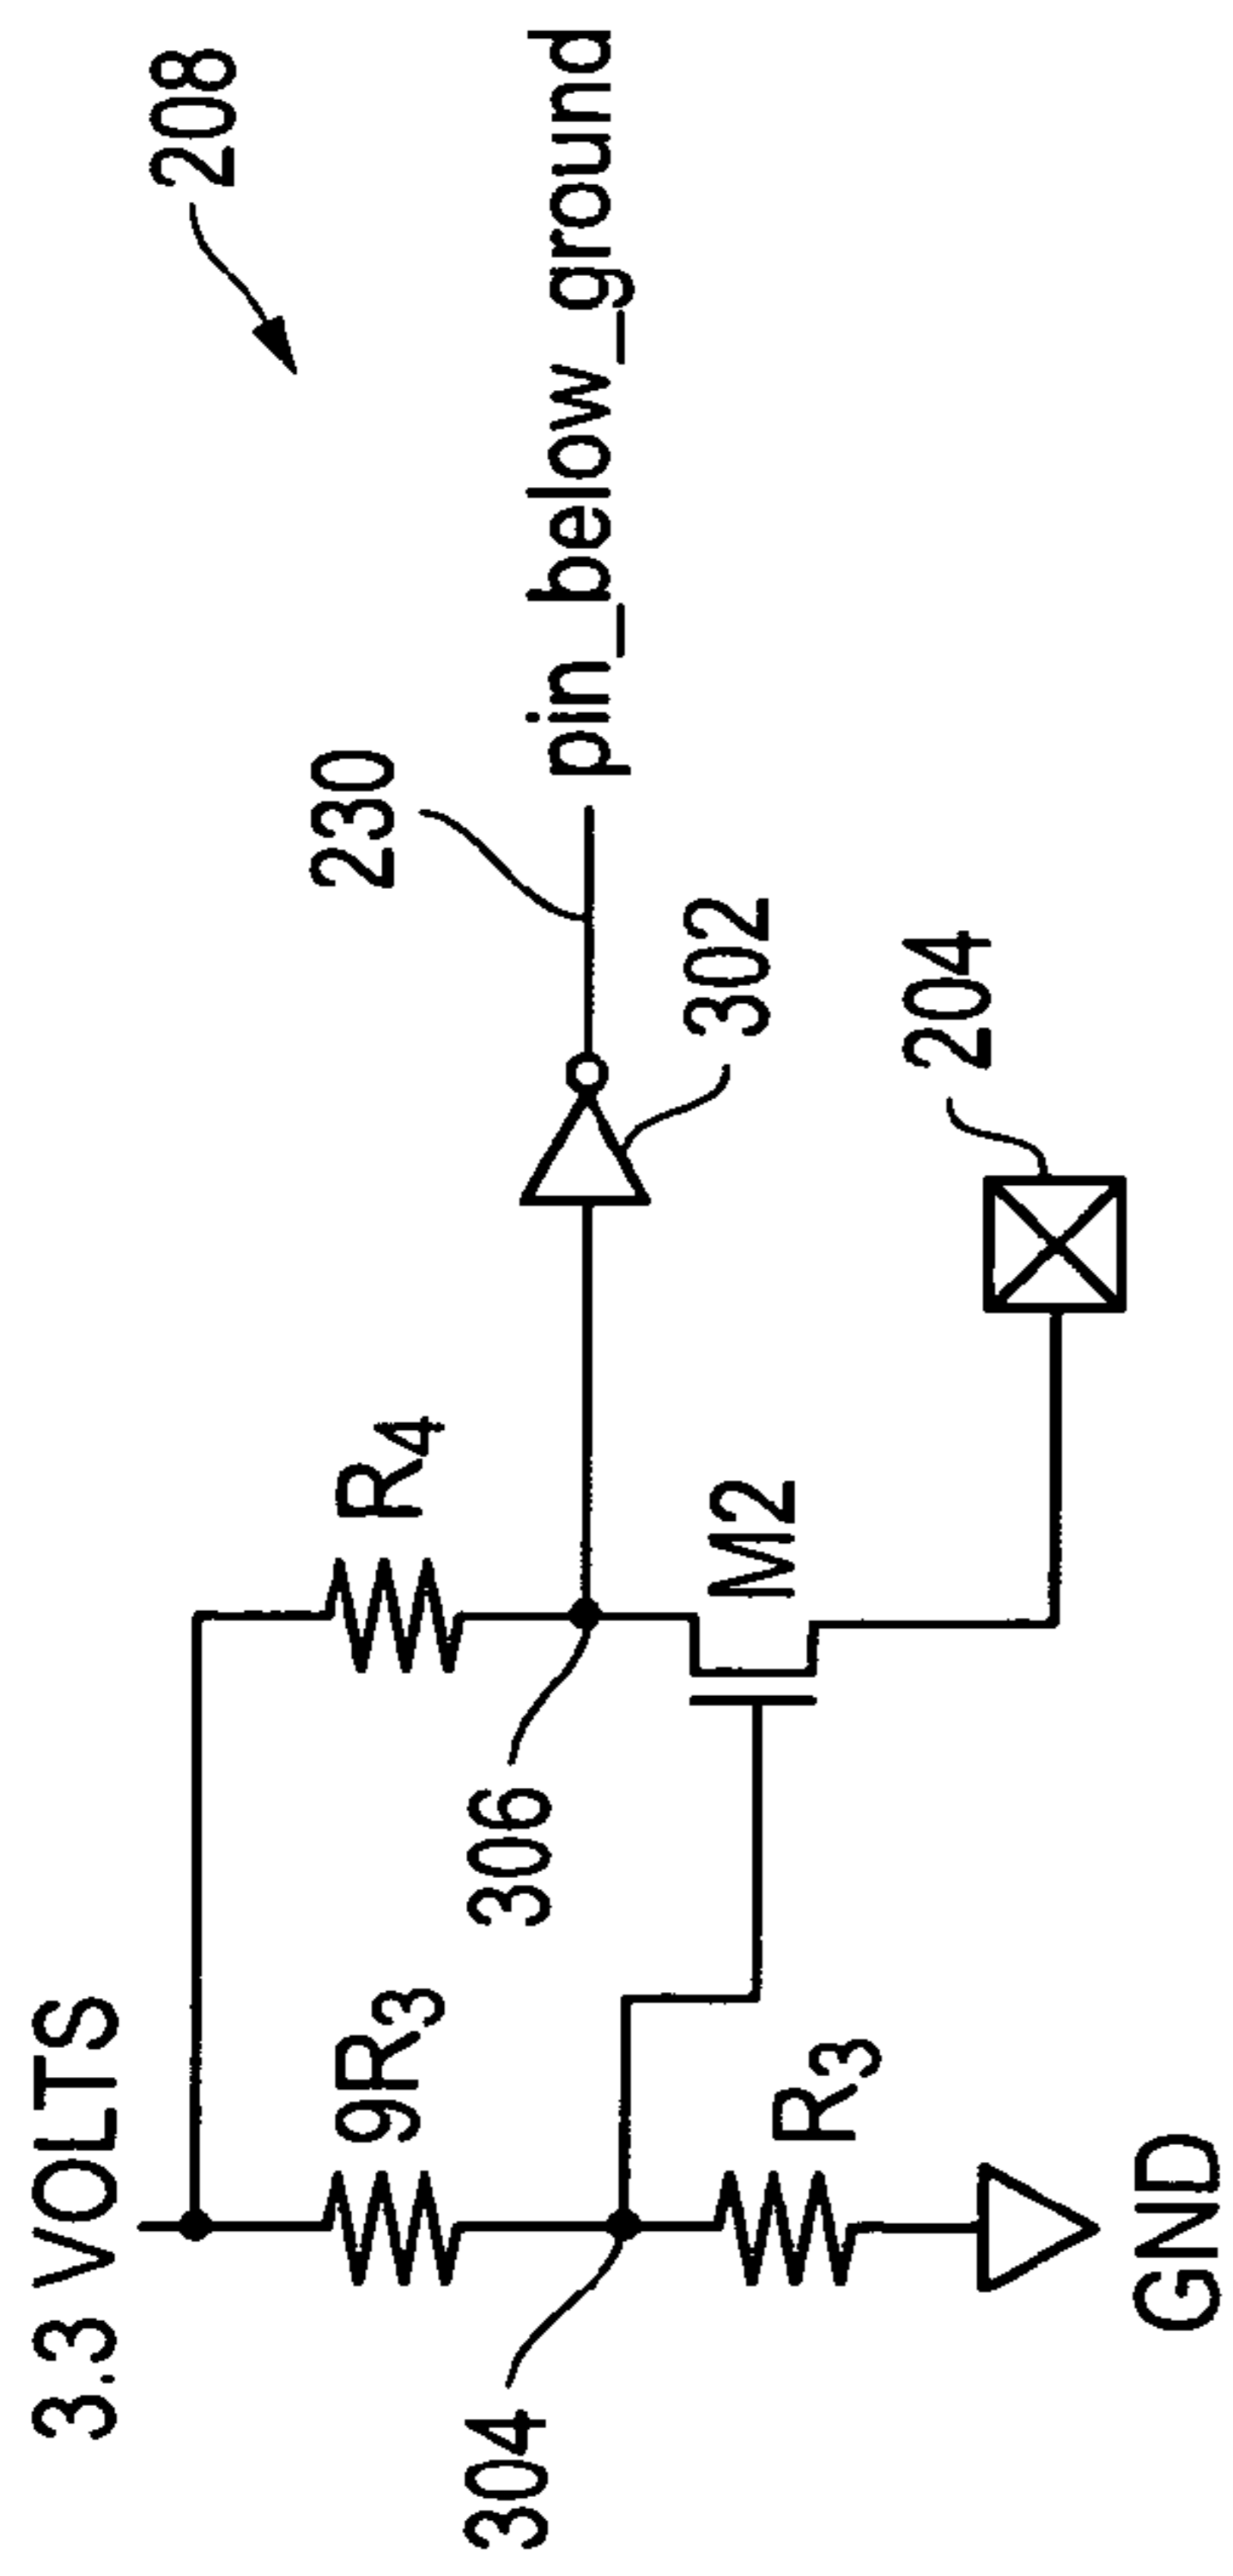 208
3.3 VOLTS
230
9R3
R4
pin_below_ground
304
306
302
M2
R3
204
GND